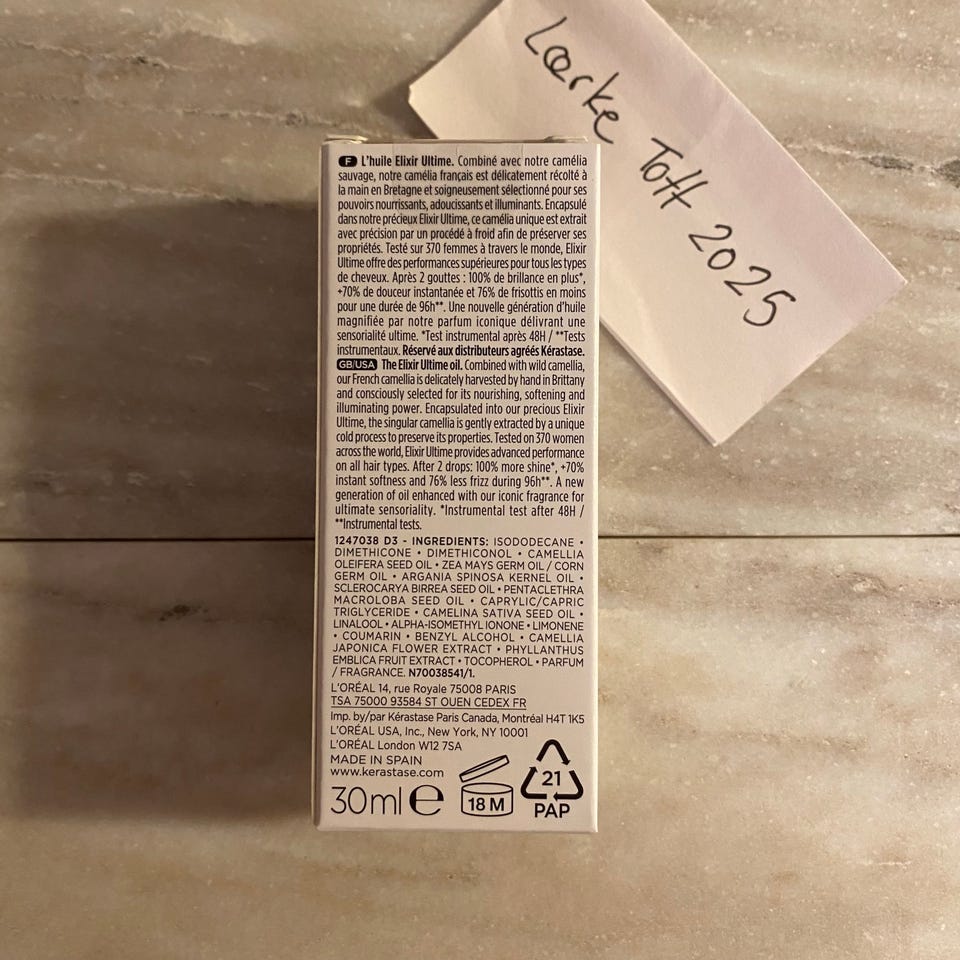 Lærke Toft 2025
F L'huile Elixir Ultime. Combiné avec notre camélia
sauvage, notre camélia français est délicatement récolté à
la main en Bretagne et soigneusement sélectionné pour ses
pouvoirs nourrissants, adoucissants et illuminants. Encapsulé
dans notre précieux Elixir Ultime, ce camélia unique est extrait
avec précision par un procédé à froid afin de préserver ses
propriétés. Testé sur 370 femmes à travers le monde, Elixir
Ultime offre des performances supérieures pour tous les types
de cheveux. Après 2 gouttes : 100% de brillance en plus*,
+70% de douceur instantanée et 76% de frisottis en moins
pour une durée de 96h**. Une nouvelle génération d'huile
magnifiée par notre parfum iconique délivrant une
sensorialité ultime. *Test instrumental après 48H / **Tests
instrumentaux. Réservé aux distributeurs agréés Kérastase.
GB/USA The Elixir Ultime oil. Combined with wild camellia,
our French camellia is delicately harvested by hand in Brittany
and consciously selected for its nourishing, softening and
illuminating power. Encapsulated into our precious Elixir
Ultime, the singular camellia is gently extracted by a unique
cold process to preserve its properties. Tested on 370 women
across the world, Elixir Ultime provides advanced performance
on all hair types. After 2 drops: 100% more shine*, +70%
instant softness and 76% less frizz during 96h**. A new
generation of oil enhanced with our iconic fragrance for
ultimate sensoriality. *Instrumental test after 48H /
**Instrumental tests.
1247038 D3 - INGREDIENTS: ISODODECANE •
DIMETHICONE • DIMETHICONOL • CAMELLIA
OLEIFERA SEED OIL • ZEA MAYS GERM OIL / CORN
GERM OIL • ARGANIA SPINOSA KERNEL OIL •
SCLEROCARYA BIRREA SEED OIL • PENTACLETHRA
MACROLOBA SEED OIL • CAPRYLIC/CAPRIC
TRIGLYCERIDE • CAMELINA SATIVA SEED OIL •
LINALOOL • ALPHA-ISOMETHYL IONONE • LIMONENE
• COUMARIN • BENZYL ALCOHOL • CAMELLIA
JAPONICA FLOWER EXTRACT • PHYLLANTHUS
EMBLICA FRUIT EXTRACT • TOCOPHEROL • PARFUM
/ FRAGRANCE. N70038541/1.
L'ORÉAL 14, rue Royale 75008 PARIS
TSA 75000 93584 ST OUEN CEDEX FR
Imp. by/par Kérastase Paris Canada, Montréal H4T 1K5
L'ORÉAL USA, Inc., New York, NY 10001
L'ORÉAL London W12 7SA
MADE IN SPAIN
www.kerastase.com
30ml e 18 M 21
PAP